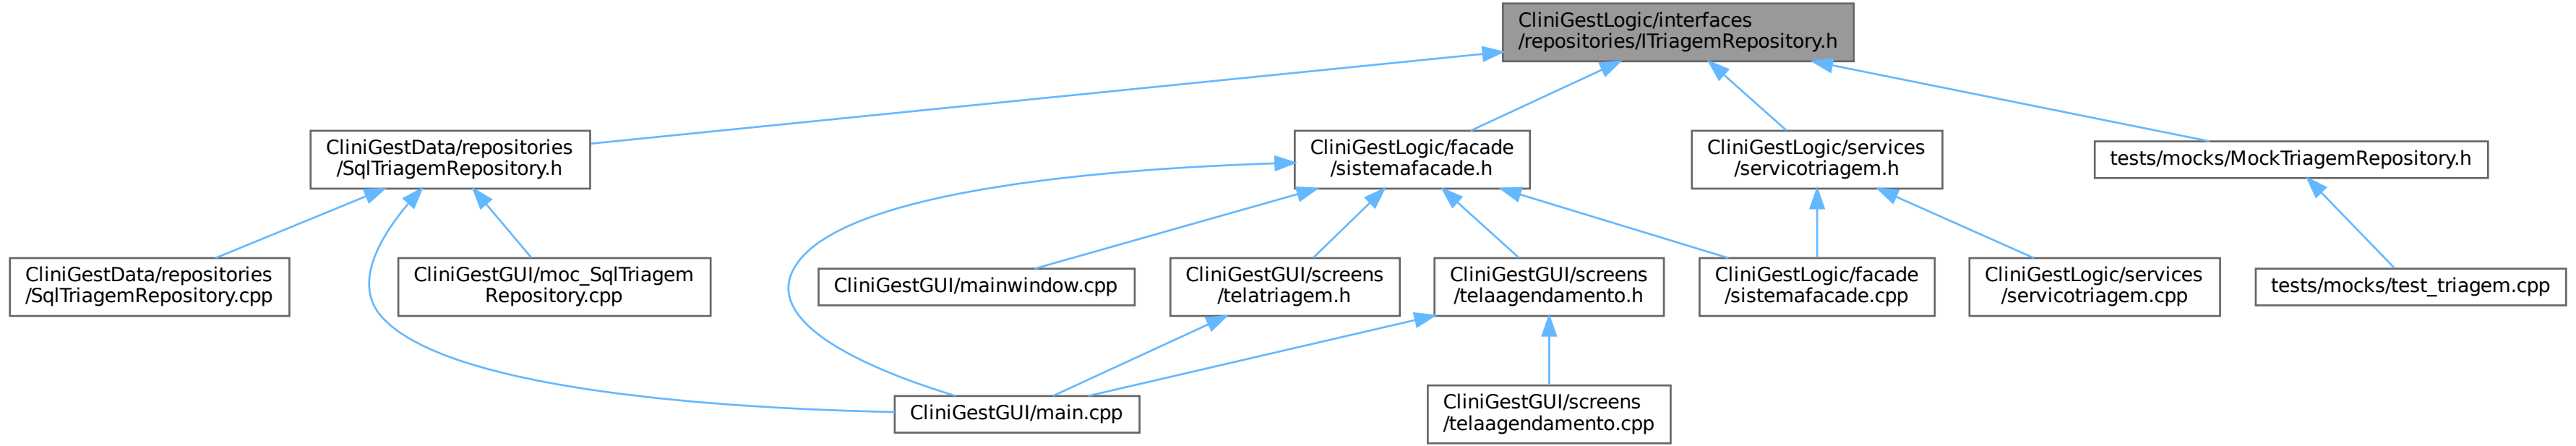 CliniGestLogic/interfaces
/repositories/ITriagemRepository.h
CliniGestData/repositories
/SqlTriagemRepository.h
CliniGestLogic/facade
/sistemafacade.h
CliniGestLogic/services
/servicotriagem.h
tests/mocks/MockTriagemRepository.h
CliniGestData/repositories
/SqlTriagemRepository.cpp
CliniGestGUI/moc_SqlTriagem
Repository.cpp
CliniGestGUI/mainwindow.cpp
CliniGestGUI/screens
/telatriagem.h
CliniGestGUI/screens
/telaagendamento.h
CliniGestLogic/facade
/sistemafacade.cpp
CliniGestLogic/services
/servicotriagem.cpp
tests/mocks/test_triagem.cpp
CliniGestGUI/main.cpp
CliniGestGUI/screens
/telaagendamento.cpp